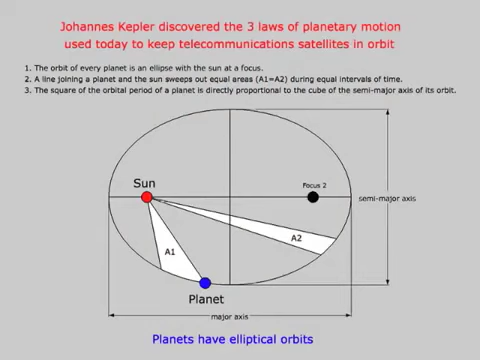 Johannes Kepler discovered the 3 laws of planetary motion
used today to keep telecommunications satellites in orbit
1. The orbit of every planet is an ellipse with the sun at a focus.
2. A line joining a planet and the sun sweeps out equal areas (A1=A2) during equal intervals of time.
3. The square of the orbital period of a planet is directly proportional to the cube of the semi-major axis of its orbit.
Sun
Focus 2
semi-major axis
A2
A1
Planet
major axis
Planets have elliptical orbits